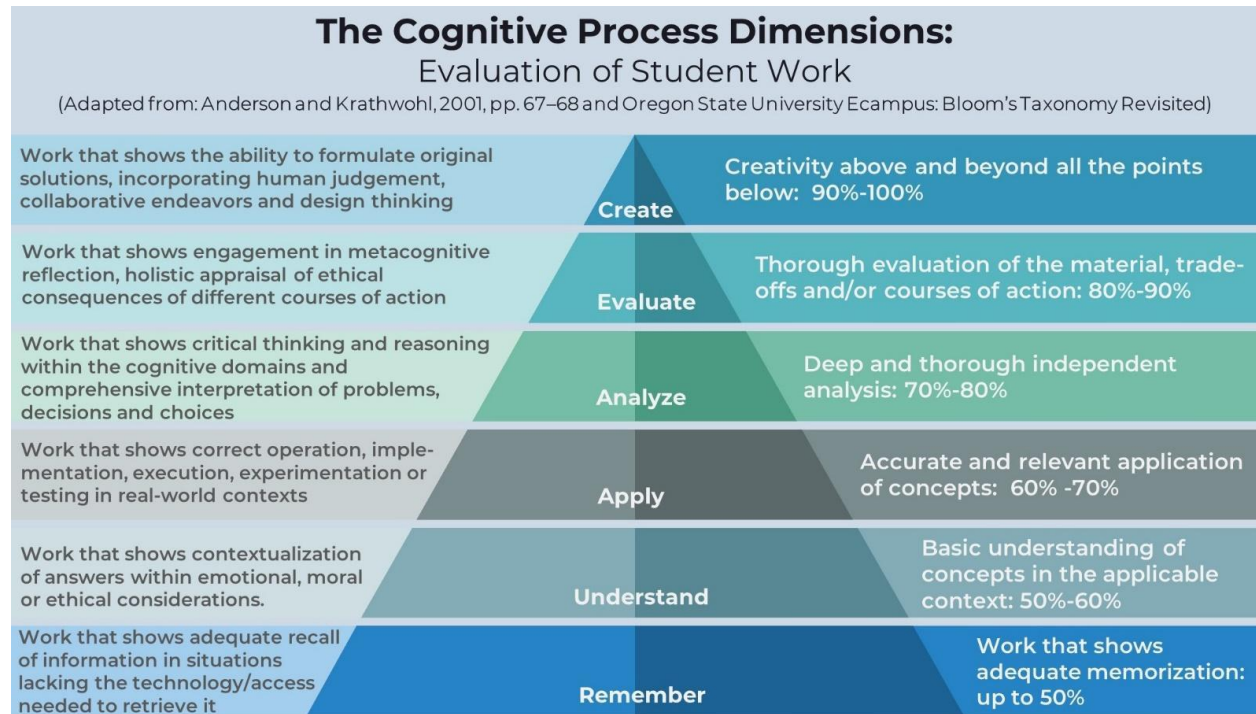 The Cognitive Process Dimensions:
Evaluation of Student Work
(Adapted from: Anderson and Krathwohl, 2001, pp. 67–68 and Oregon State University Ecampus: Bloom's Taxonomy Revisited)
Work that shows the ability to formulate original
solutions, incorporating human judgement,
collaborative endeavors and design thinking
Create
Creativity above and beyond all the points
below: 90%-100%
Work that shows engagement in metacognitive
reflection, holistic appraisal of ethical
consequences of different courses of action
Evaluate
Thorough evaluation of the material, trade-
offs and/or courses of action: 80%-90%
Work that shows critical thinking and reasoning
within the cognitive domains and
comprehensive interpretation of problems,
decisions and choices
Analyze
Deep and thorough independent
analysis: 70%-80%
Work that shows correct operation, imple-
mentation, execution, experimentation or
testing in real-world contexts
Apply
Accurate and relevant application
of concepts: 60% -70%
Work that shows contextualization
of answers within emotional, moral
or ethical considerations.
Understand
Basic understanding of
concepts in the applicable
context: 50%-60%
Work that shows adequate recall
of information in situations
lacking the technology/access
needed to retrieve it
Remember
Work that shows
adequate memorization:
up to 50%